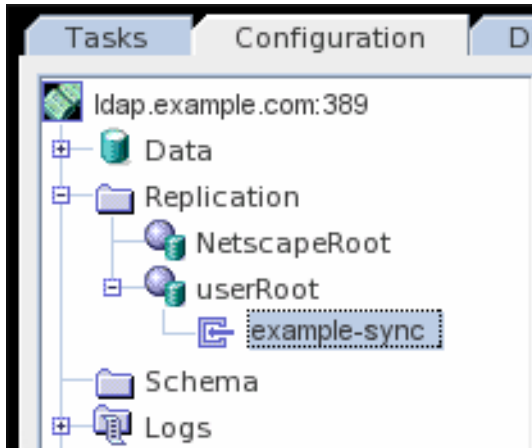 Tasks Configuration D
ldap.example.com:389
Data
Replication
NetscapeRoot
userRoot
example-sync
Schema
Logs